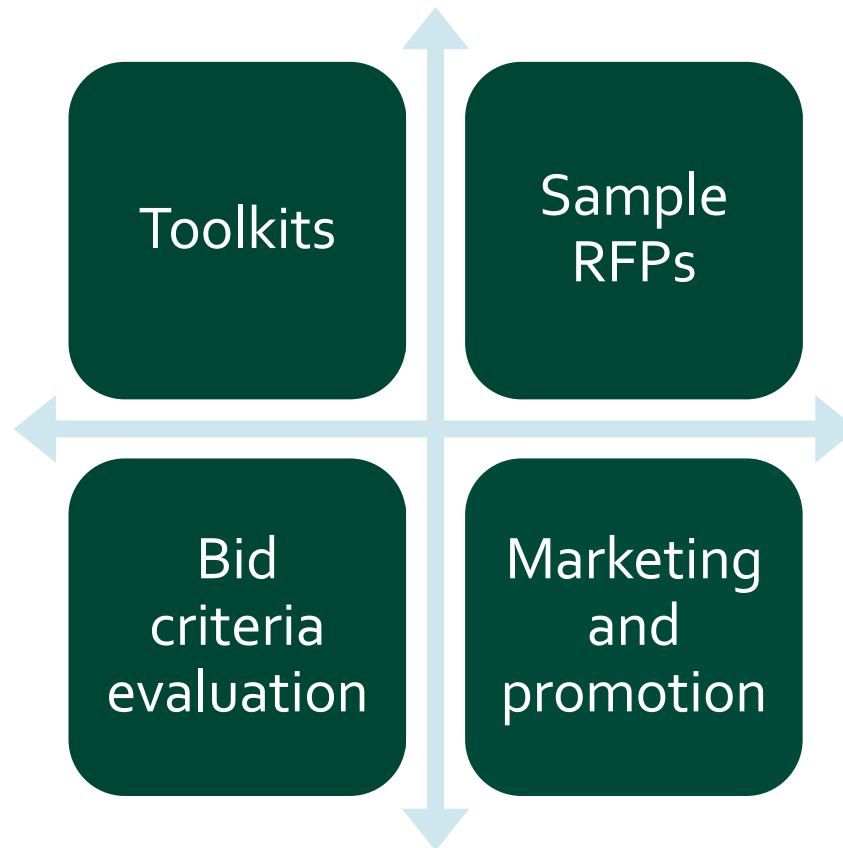 Toolkits
Sample
RFPs
Bid
criteria
evaluation
Marketing
and
promotion